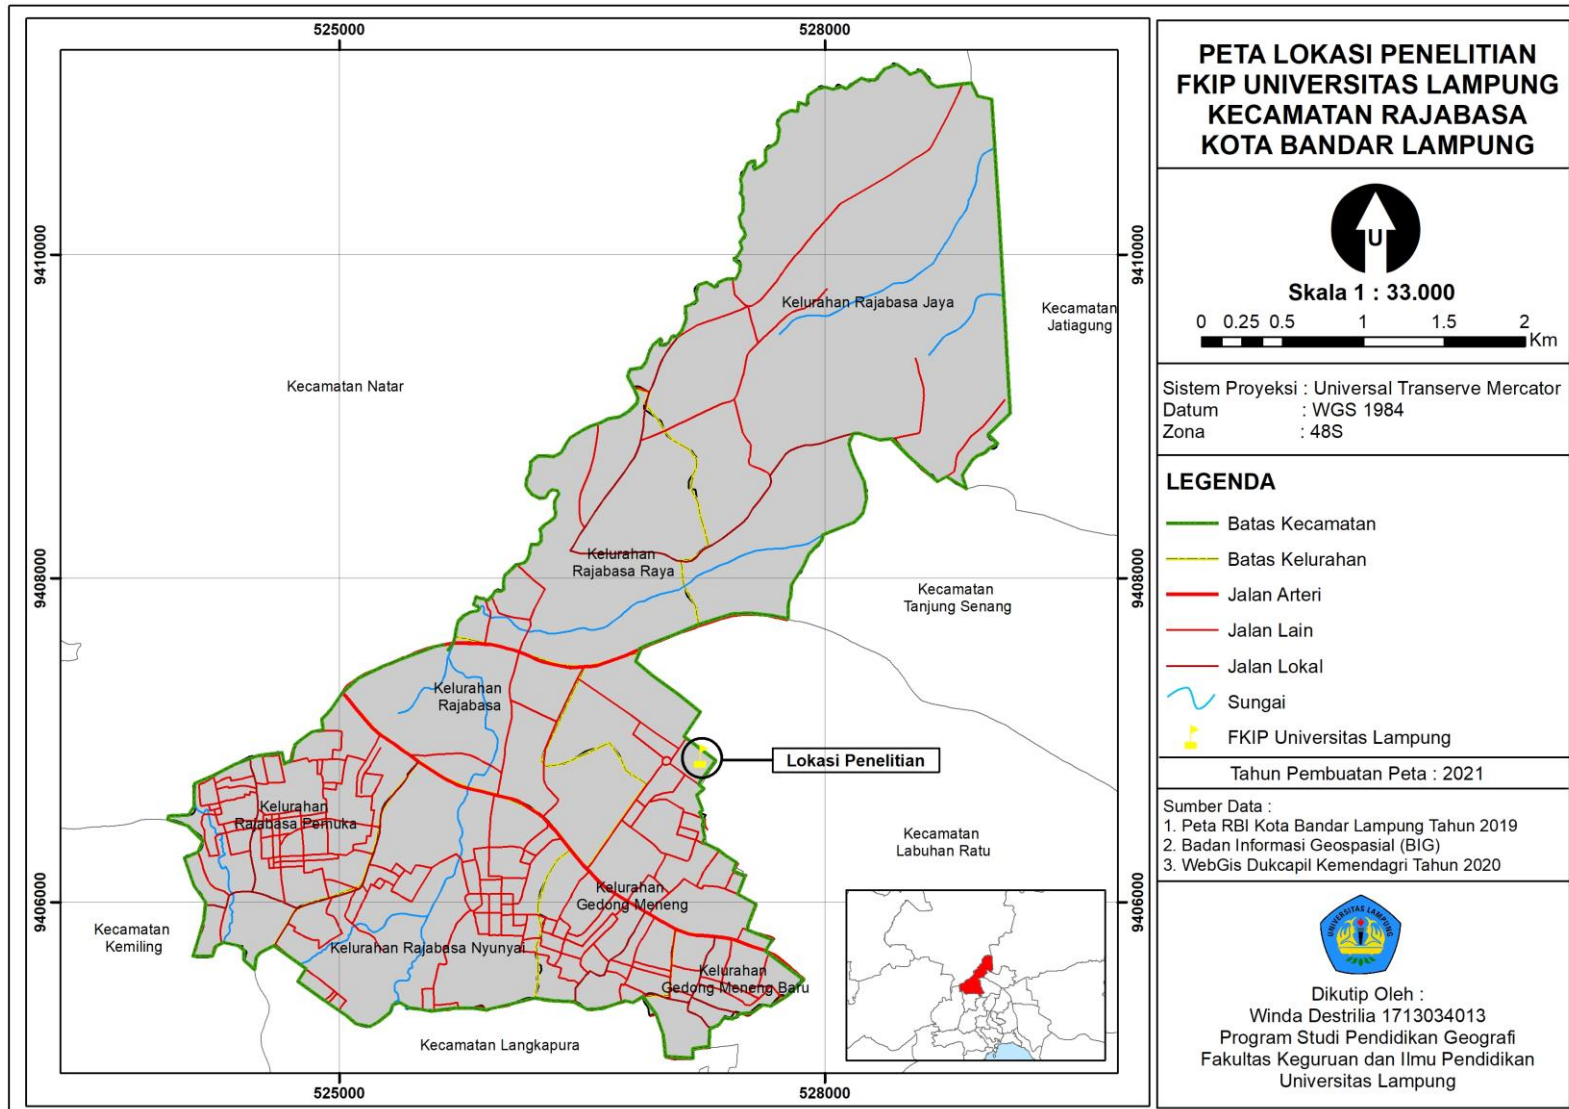 525000
528000
9410000
9410000
Kelurahan Rajabasa Jaya
Kecamatan
Jatiagung
Kecamatan Natar
9408000
9408000
Kelurahan
Rajabasa Raya
Kecamatan
Tanjung Senang
Kelurahan
Rajabasa
Lokasi Penelitian
Kelurahan
Rajabasa Pemuka
Kecamatan
Labuhan Ratu
9406000
9406000
Kelurahan
Gedong Meneng
Kecamatan
Kemiling
Kelurahan Rajabasa Nyunyai
Kelurahan
Gedong Meneng Baru
Kecamatan Langkapura
525000
528000
PETA LOKASI PENELITIAN
FKIP UNIVERSITAS LAMPUNG
KECAMATAN RAJABASA
KOTA BANDAR LAMPUNG
U
Skala 1 : 33.000
0 0.25 0.5 1 1.5 2
Km
Sistem Proyeksi : Universal Transerve Mercator
Datum : WGS 1984
Zona : 48S
LEGENDA
Batas Kecamatan
Batas Kelurahan
Jalan Arteri
Jalan Lain
Jalan Lokal
Sungai
FKIP Universitas Lampung
Tahun Pembuatan Peta : 2021
Sumber Data :
1. Peta RBI Kota Bandar Lampung Tahun 2019
2. Badan Informasi Geospasial (BIG)
3. WebGis Dukcapil Kemendagri Tahun 2020
UNIVERSITAS LAMPUNG
Dikutip Oleh :
Winda Destrilia 1713034013
Program Studi Pendidikan Geografi
Fakultas Keguruan dan Ilmu Pendidikan
Universitas Lampung